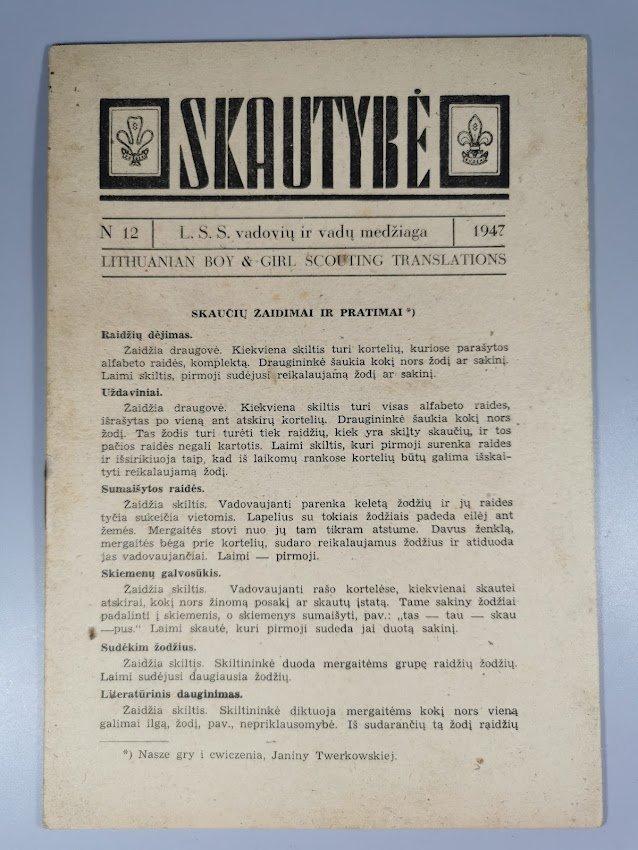 SKAUTYBĖ
N 12 L. S. S. vadovių ir vadų medžiaga 1947
LITHUANIAN BOY & GIRL SCOUTING TRANSLATIONS
SKAUČIŲ ŽAIDIMAI IR PRATIMAI *)
Raidžių dėjimas.
Žaidžia draugovė. Kiekviena skiltis turi kortelių, kuriose parašytos
alfabeto raidės, komplektą. Draugininkė šaukia kokį nors žodį ar sakinį.
Laimi skiltis, pirmoji sudėjusi reikalaujamą žodį ar sakinį.
Uždaviniai.
Žaidžia draugovė. Kiekviena skiltis turi visas alfabeto raides,
išrašytas po vieną ant atskirų kortelių. Draugininkė šaukia kokį nors
žodį. Tas žodis turi turėti tiek raidžių, kiek yra skilty skaučių, ir tos
pačios raidės negali kartotis. Laimi skiltis, kuri pirmoji surenka raides
ir išsirikiuoja taip, kad iš laikomų rankose kortelių būtų galima išskai-
tyti reikalaujamą žodį.
Sumaišytos raidės.
Žaidžia skiltis. Vadovaujanti parenka keletą žodžių ir jų raides
tyčia sukeičia vietomis. Lapelius su tokiais žodžiais padeda eilėj ant
žemės. Mergaitės stovi nuo jų tam tikram atstume. Davus ženklą,
mergaitės bėga prie kortelių, sudaro reikalaujamus žodžius ir atiduoda
jas vadovaujančiai. Laimi — pirmoji.
Skiemenų galvosūkis.
Žaidžia skiltis. Vadovaujanti rašo kortelėse, kiekvienai skautei
atskirai, kokį nors žinomą posakį ar skautų įstatą. Tame sakiny žodžiai
padalinti į skiemenis, o skiemenys sumaišyti, pav.: „tas — tau — skau
—pus." Laimi skautė, kuri pirmoji sudeda jai duotą sakinį.
Sudėkim žodžius.
Žaidžia skiltis. Skiltininkė duoda mergaitėms grupę raidžių žodžių.
Laimi sudėjusi daugiausia žodžių.
Literatūrinis dauginimas.
Žaidžia skiltis. Skiltininkė diktuoja mergaitėms kokį nors vieną
galimai ilgą, žodį, pav., nepriklausomybė. Iš sudarančių tą žodį raidžių
*) Nasze gry i cwiczenia, Janiny Twerkowskiej.